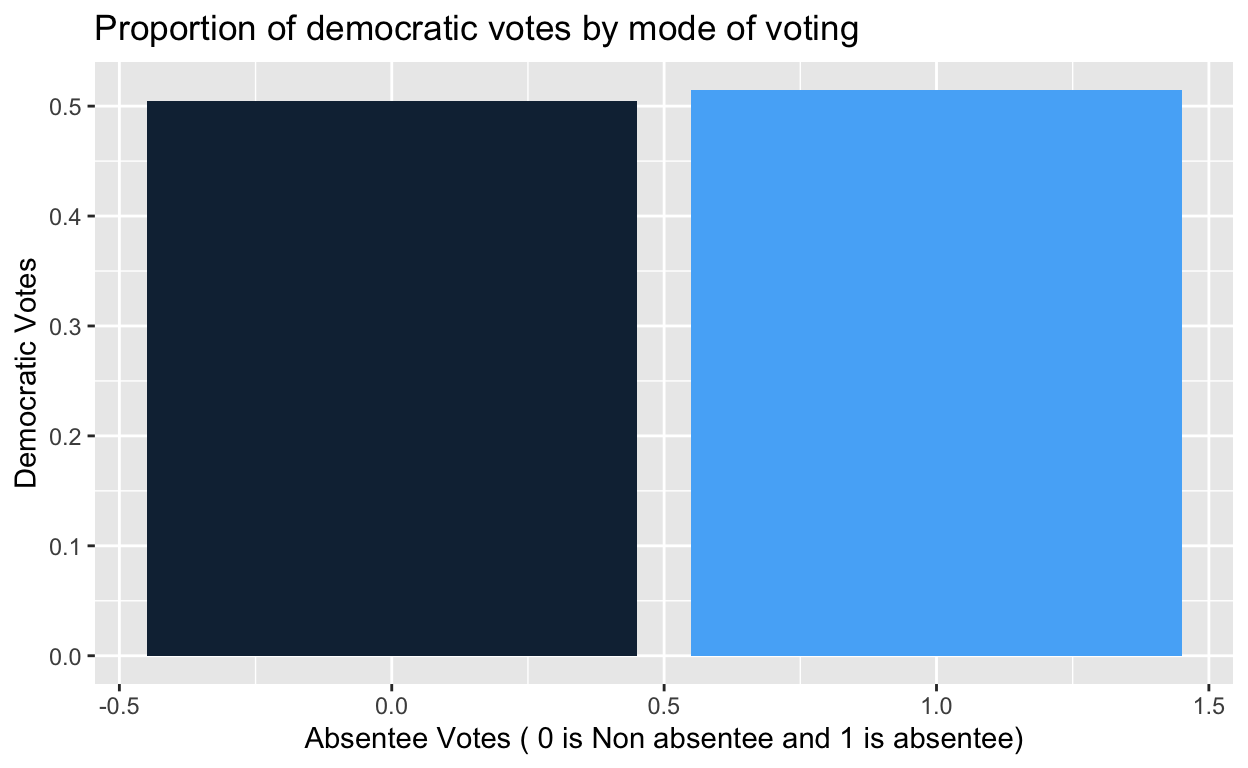 Proportion of democratic votes by mode of voting
Democratic Votes
0.5
0.4
0.3
0.2
0.1
0.0
-0.5 0.0 0.5 1.0 1.5
Absentee Votes ( 0 is Non absentee and 1 is absentee)